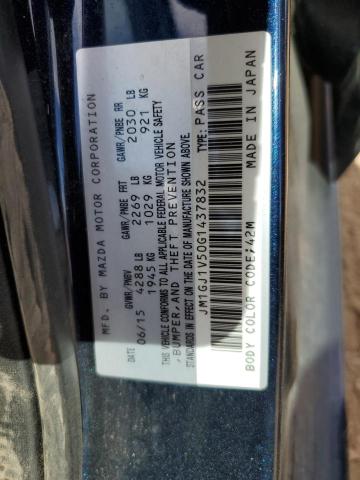 MFD. BY MAZDA MOTOR CORPORATION
DATE GVWR/PNBV GAWR/PNBE FRT GAWR/PNBE RR
06/15 4288 LB 2269 LB 2030 LB
1945 KG 1029 KG 921 KG
THIS VEHICLE CONFORMS TO ALL APPLICABLE FEDERAL MOTOR VEHICLE SAFETY
BUMPER, AND THEFT PREVENTION
STANDARDS IN EFFECT ON THE DATE OF MANUFACTURE SHOWN ABOVE.
JM1GJ1V50G1437832 TYPE: PASS CAR
BODY COLOR CODE:42M MADE IN JAPAN